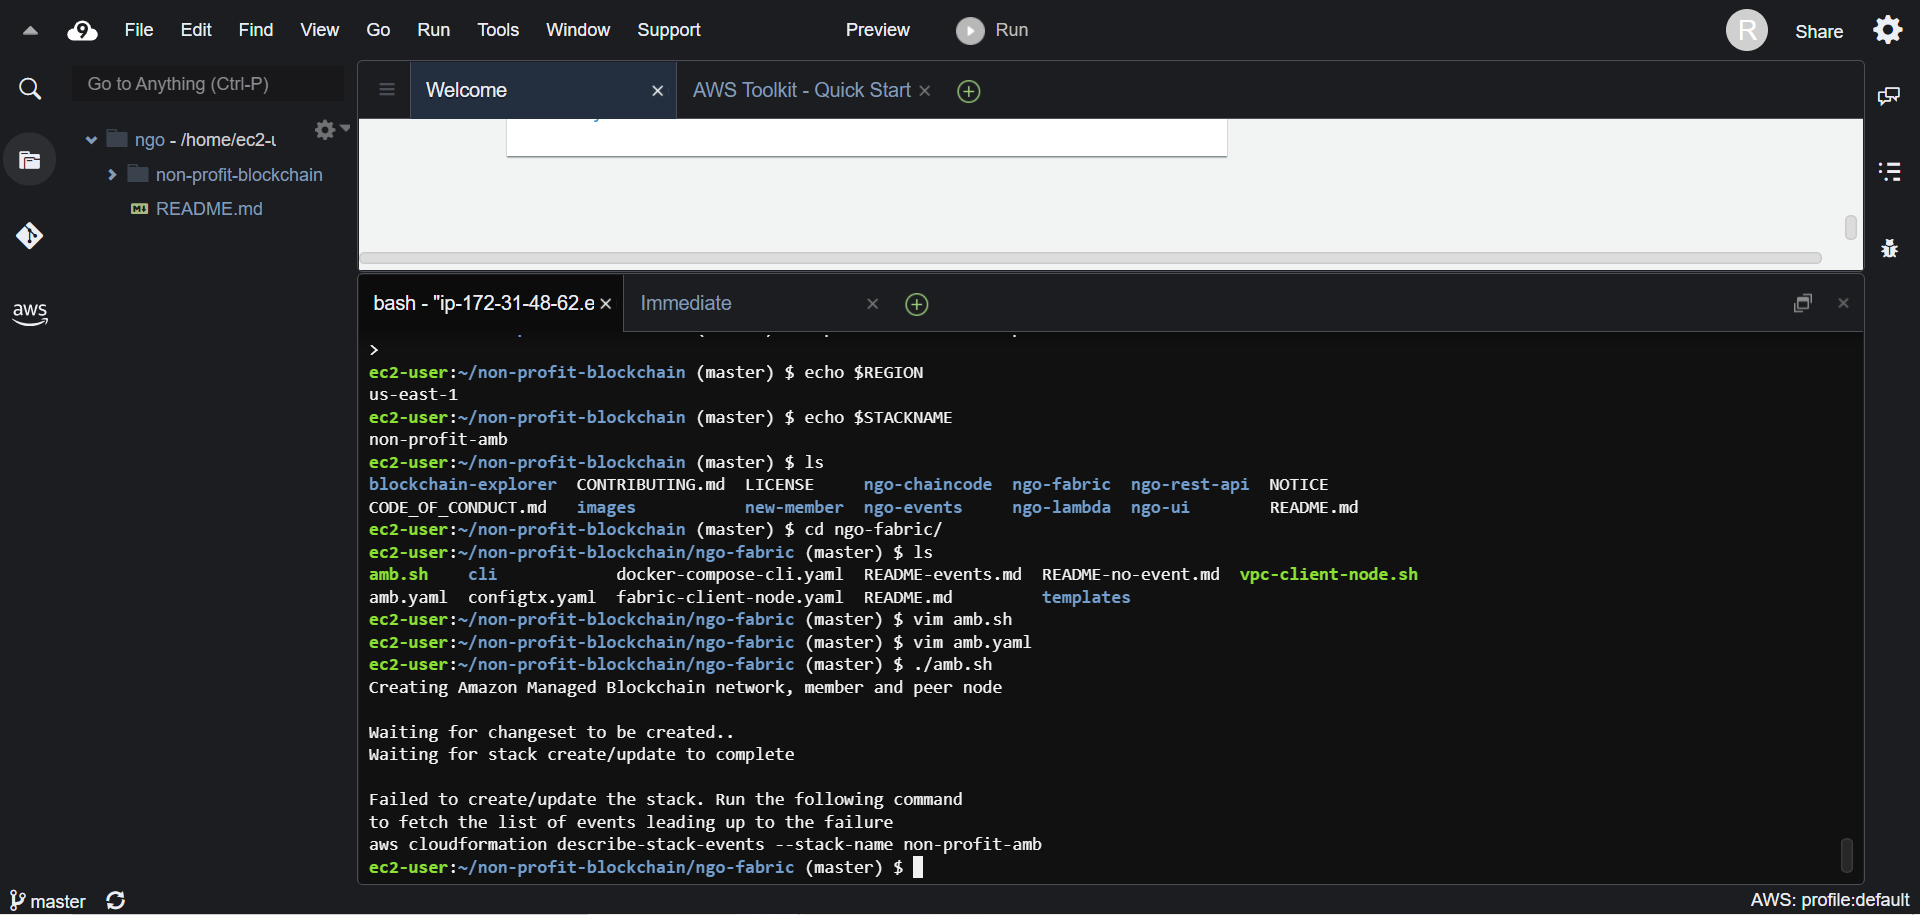 File Edit Find View Go Run Tools Window Support Preview Run R Share
Go to Anything (Ctrl-P)
Welcome AWS Toolkit - Quick Start
ngo - /home/ec2-u
non-profit-blockchain
README.md
aws
bash - "ip-172-31-48-62.e Immediate
>
ec2-user:~/non-profit-blockchain (master) $ echo $REGION
us-east-1
ec2-user:~/non-profit-blockchain (master) $ echo $STACKNAME
non-profit-amb
ec2-user:~/non-profit-blockchain (master) $ ls
blockchain-explorer CONTRIBUTING.md LICENSE ngo-chaincode ngo-fabric ngo-rest-api NOTICE
CODE_OF_CONDUCT.md images new-member ngo-events ngo-lambda ngo-ui README.md
ec2-user:~/non-profit-blockchain (master) $ cd ngo-fabric/
ec2-user:~/non-profit-blockchain/ngo-fabric (master) $ ls
amb.sh cli docker-compose-cli.yaml README-events.md README-no-event.md vpc-client-node.sh
amb.yaml configtx.yaml fabric-client-node.yaml README.md templates
ec2-user:~/non-profit-blockchain/ngo-fabric (master) $ vim amb.sh
ec2-user:~/non-profit-blockchain/ngo-fabric (master) $ vim amb.yaml
ec2-user:~/non-profit-blockchain/ngo-fabric (master) $ ./amb.sh
Creating Amazon Managed Blockchain network, member and peer node
Waiting for changeset to be created..
Waiting for stack create/update to complete
Failed to create/update the stack. Run the following command
to fetch the list of events leading up to the failure
aws cloudformation describe-stack-events --stack-name non-profit-amb
ec2-user:~/non-profit-blockchain/ngo-fabric (master) $
master AWS: profile:default